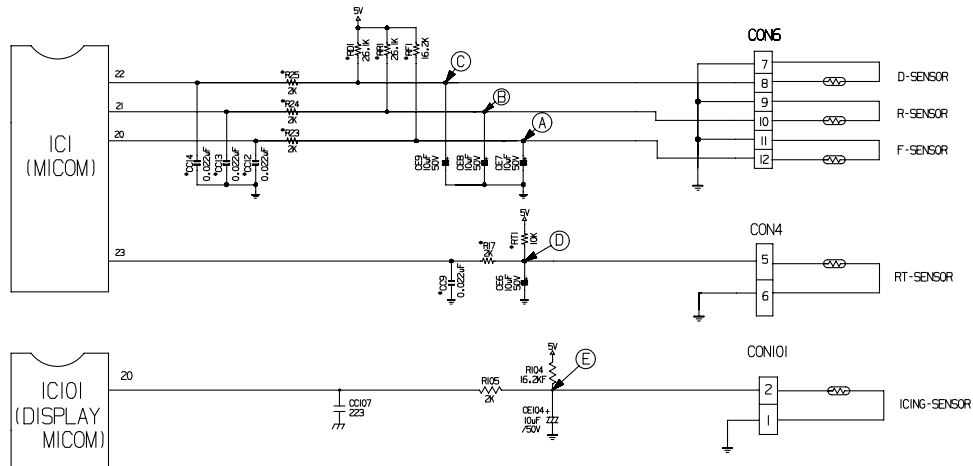 5V
*RD1
26.1K
*RR1
26.1K
*RF1
16.2K
CON6
22
*R25
2K
C
7
8
D-SENSOR
21
*R24
2K
B
9
10
R-SENSOR
20
*R23
2K
A
11
12
F-SENSOR
IC1
(MICOM)
*CC14
0.022uF
*CC13
0.022uF
*CC12
0.022uF
CE9
10uF
50V
CE8
10uF
50V
CE7
10uF
50V
5V
*RT1
10K
D
CON4
23
*R17
2K
5
6
*CC9
0.022uF
CE6
10uF
50V
RT-SENSOR
5V
R104
16.2KF
E
CON101
20
IC101
(DISPLAY
MICOM)
R105
2K
2
1
ICING-SENSOR
CC107
223
CE104+
10uF
/50V